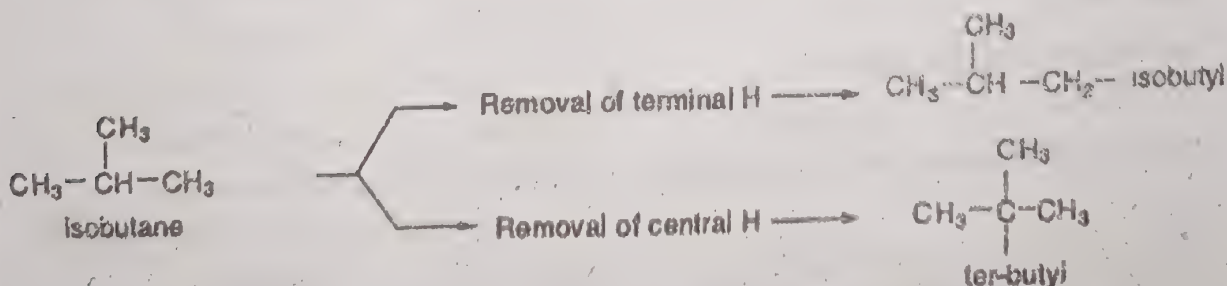 CH₃
CH₃-CH-CH₂- isobutyl
Removal of terminal H
CH₃
CH₃-CH-CH₃
isobutane
CH₃
CH₃-C-CH₃
Removal of central H
ter-butyl